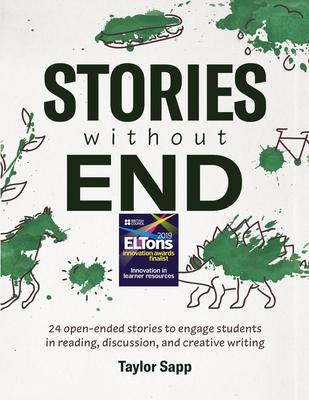 STORIES
without
END
BRITISH
COUNCIL
2019
ELTons
innovation awards
finalist
Innovation in
learner resources
24 open-ended stories to engage students
in reading, discussion, and creative writing
Taylor Sapp